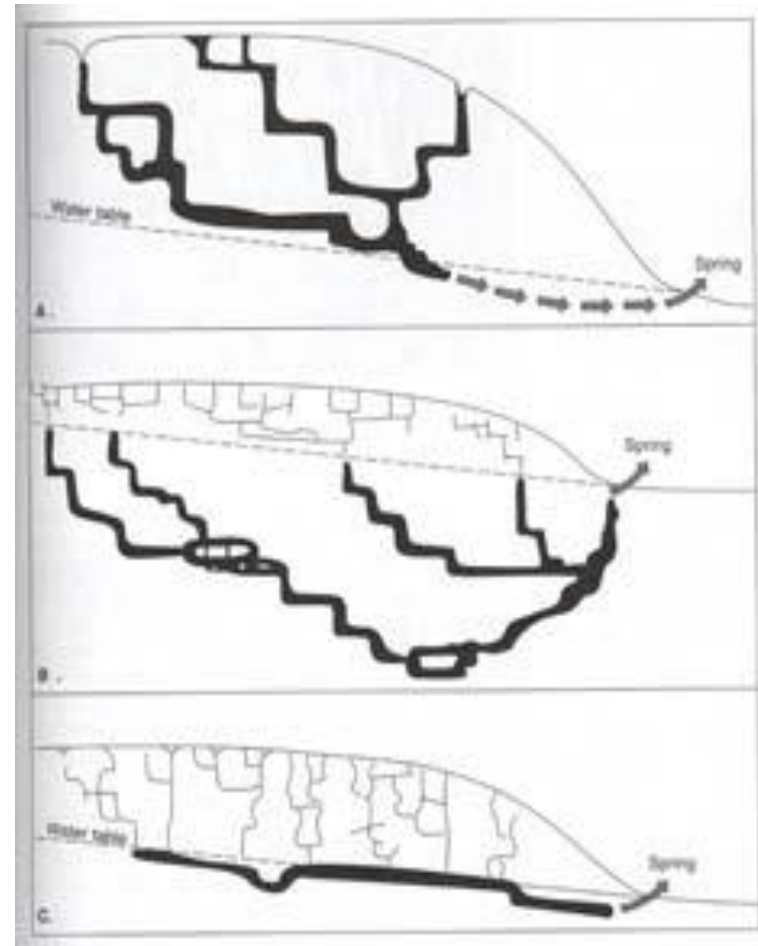 Water table
Spring
A.
Spring
B.
Water table
Spring
C.